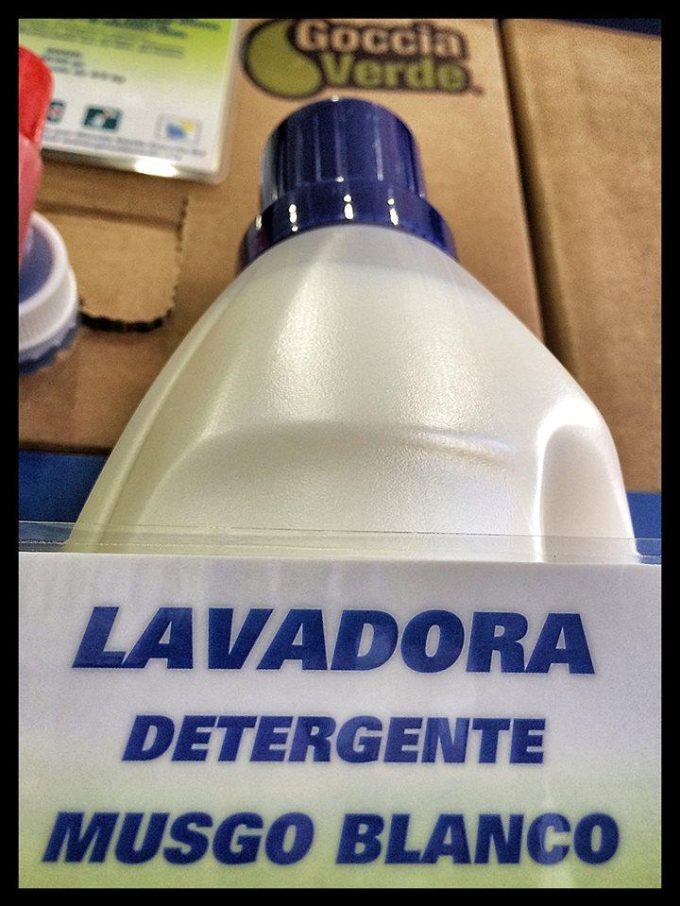 Goccia
Verde
LAVADORA
DETERGENTE
MUSGO BLANCO